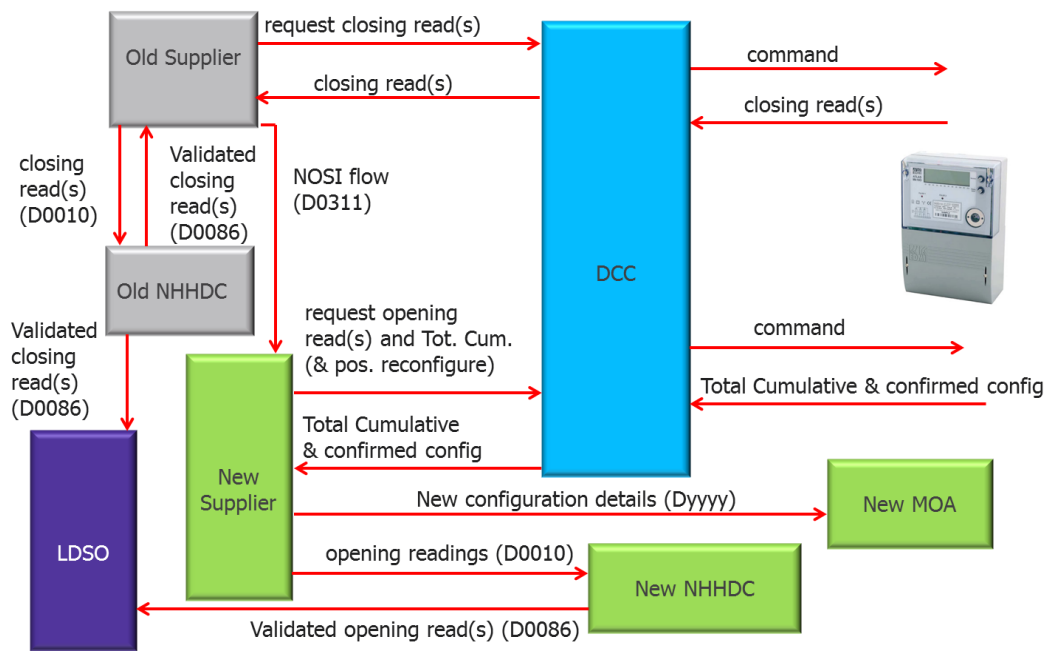 request closing read(s)
Old Supplier
closing read(s)
command
closing read(s)
closing
read(s)
(D0010)
Validated
closing
read(s)
(D0086)
NOSI flow
(D0311)
DCC
Old NHHDC
Validated
closing
read(s)
(D0086)
request opening
read(s) and Tot. Cum.
(& pos. reconfigure)
command
Total Cumulative & confirmed config
Total Cumulative
& confirmed config
New
Supplier
New configuration details (Dyyyy)
New MOA
LDSO
opening readings (D0010)
New NHHDC
Validated opening read(s) (D0086)